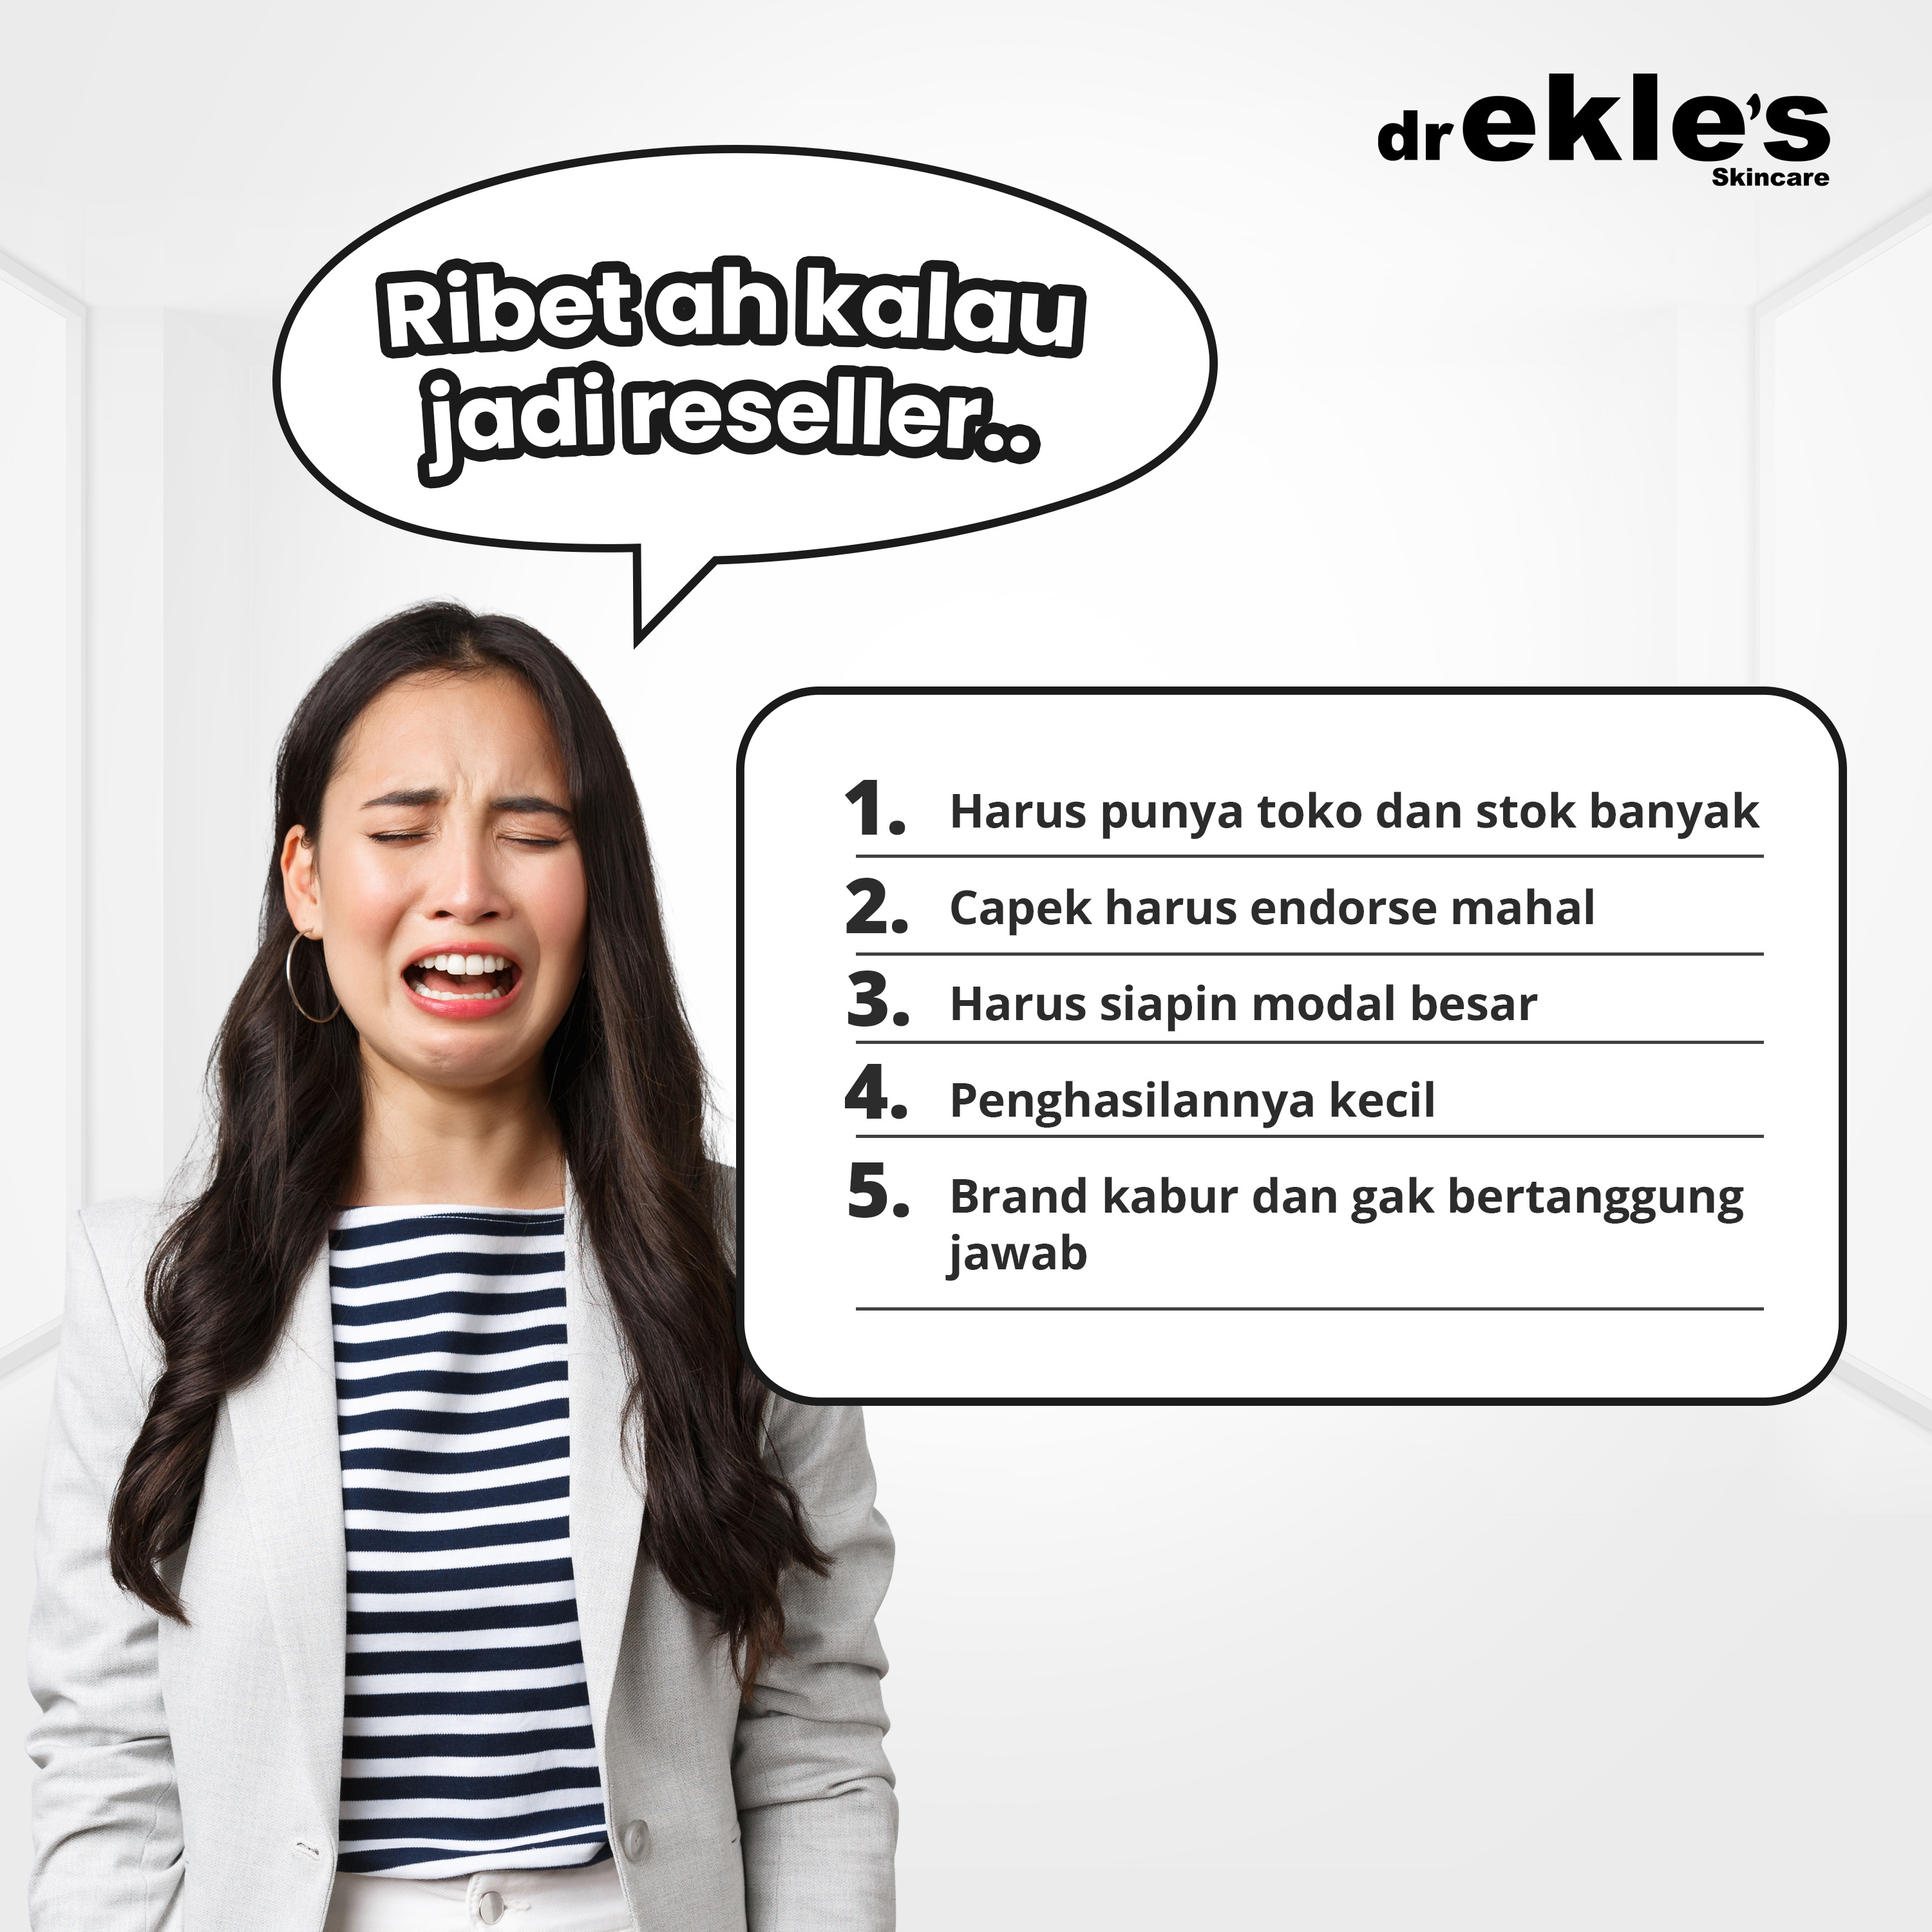 dr ekle's
Skincare
Ribet ah kalau
jadi reseller..
1. Harus punya toko dan stok banyak
2. Capek harus endorse mahal
3. Harus siapin modal besar
4. Penghasilannya kecil
5. Brand kabur dan gak bertanggung
jawab